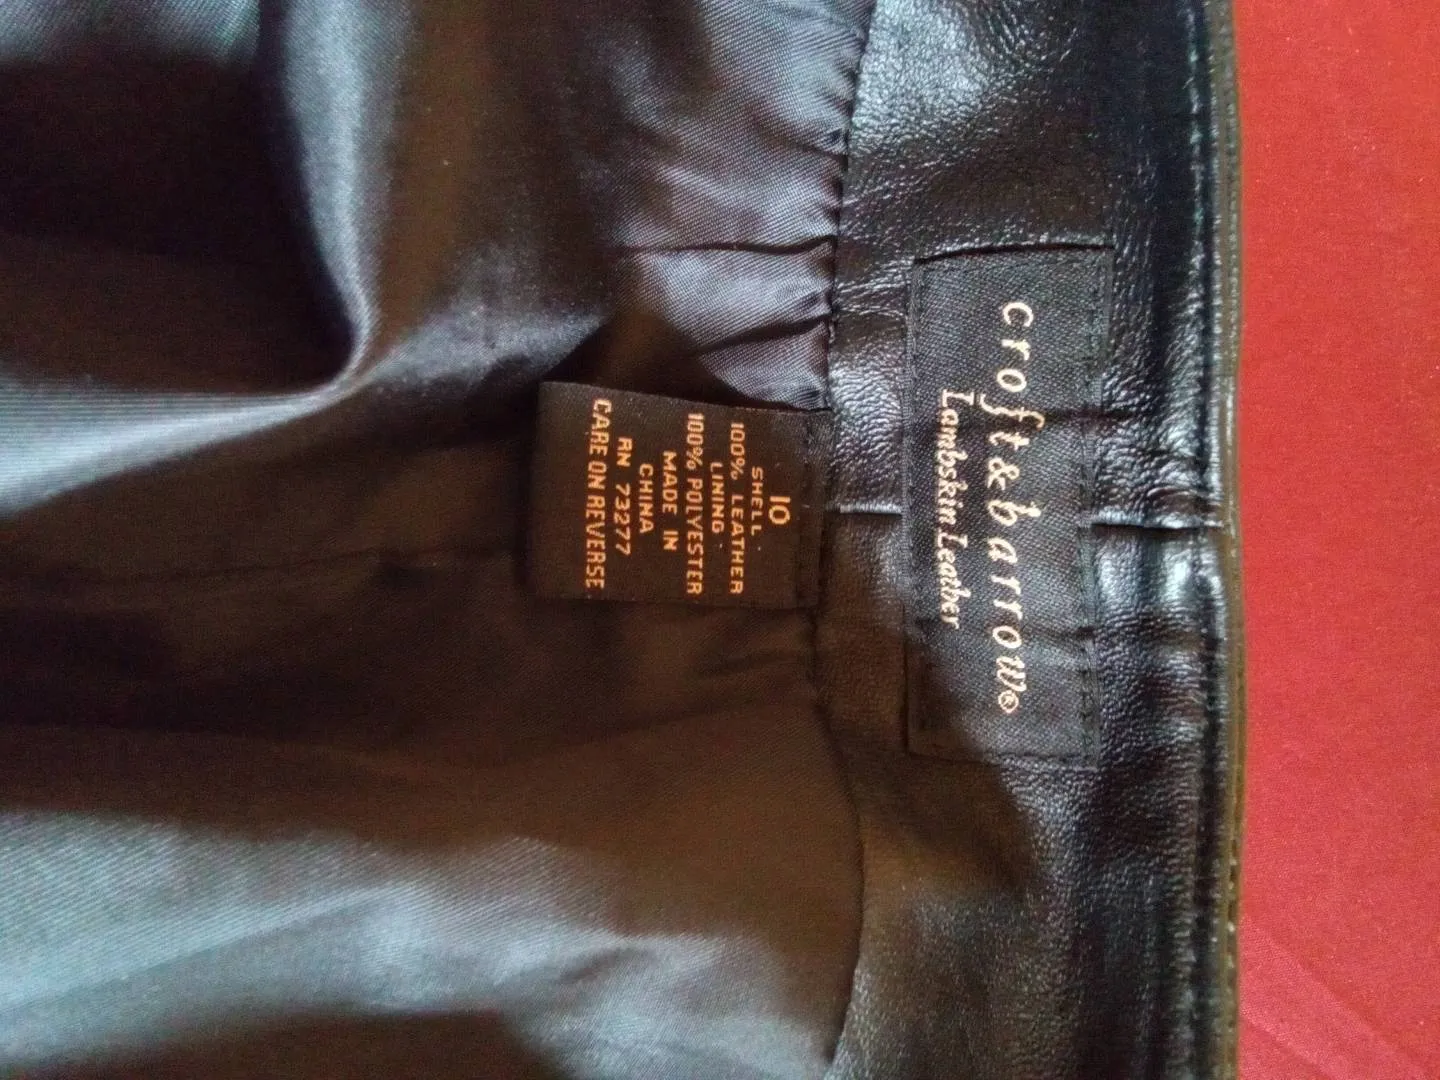 croft&barrow®
Lambskin Leather
10
SHELL
100% LEATHER
LINING
100% POLYESTER
MADE IN
CHINA
RN 73277
CARE ON REVERSE